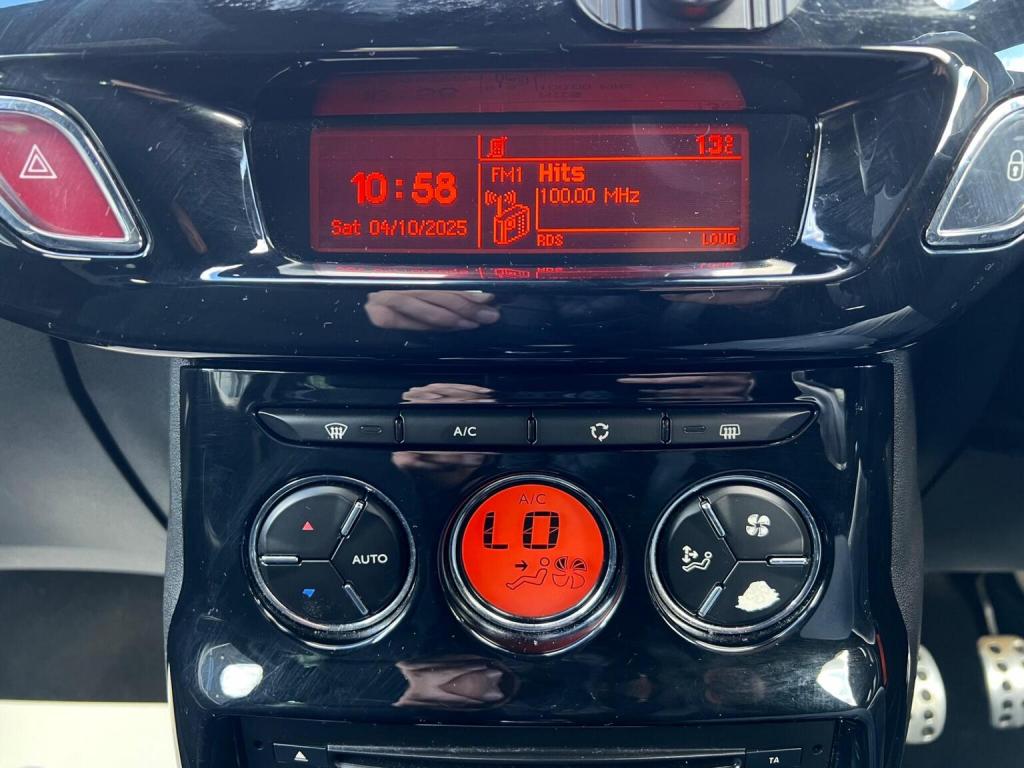 13°C
10:58
FM1 Hits
100.00 MHz
Sat 04/10/2025
RDS
LOUD
A/C
A/C
LO
AUTO
TA